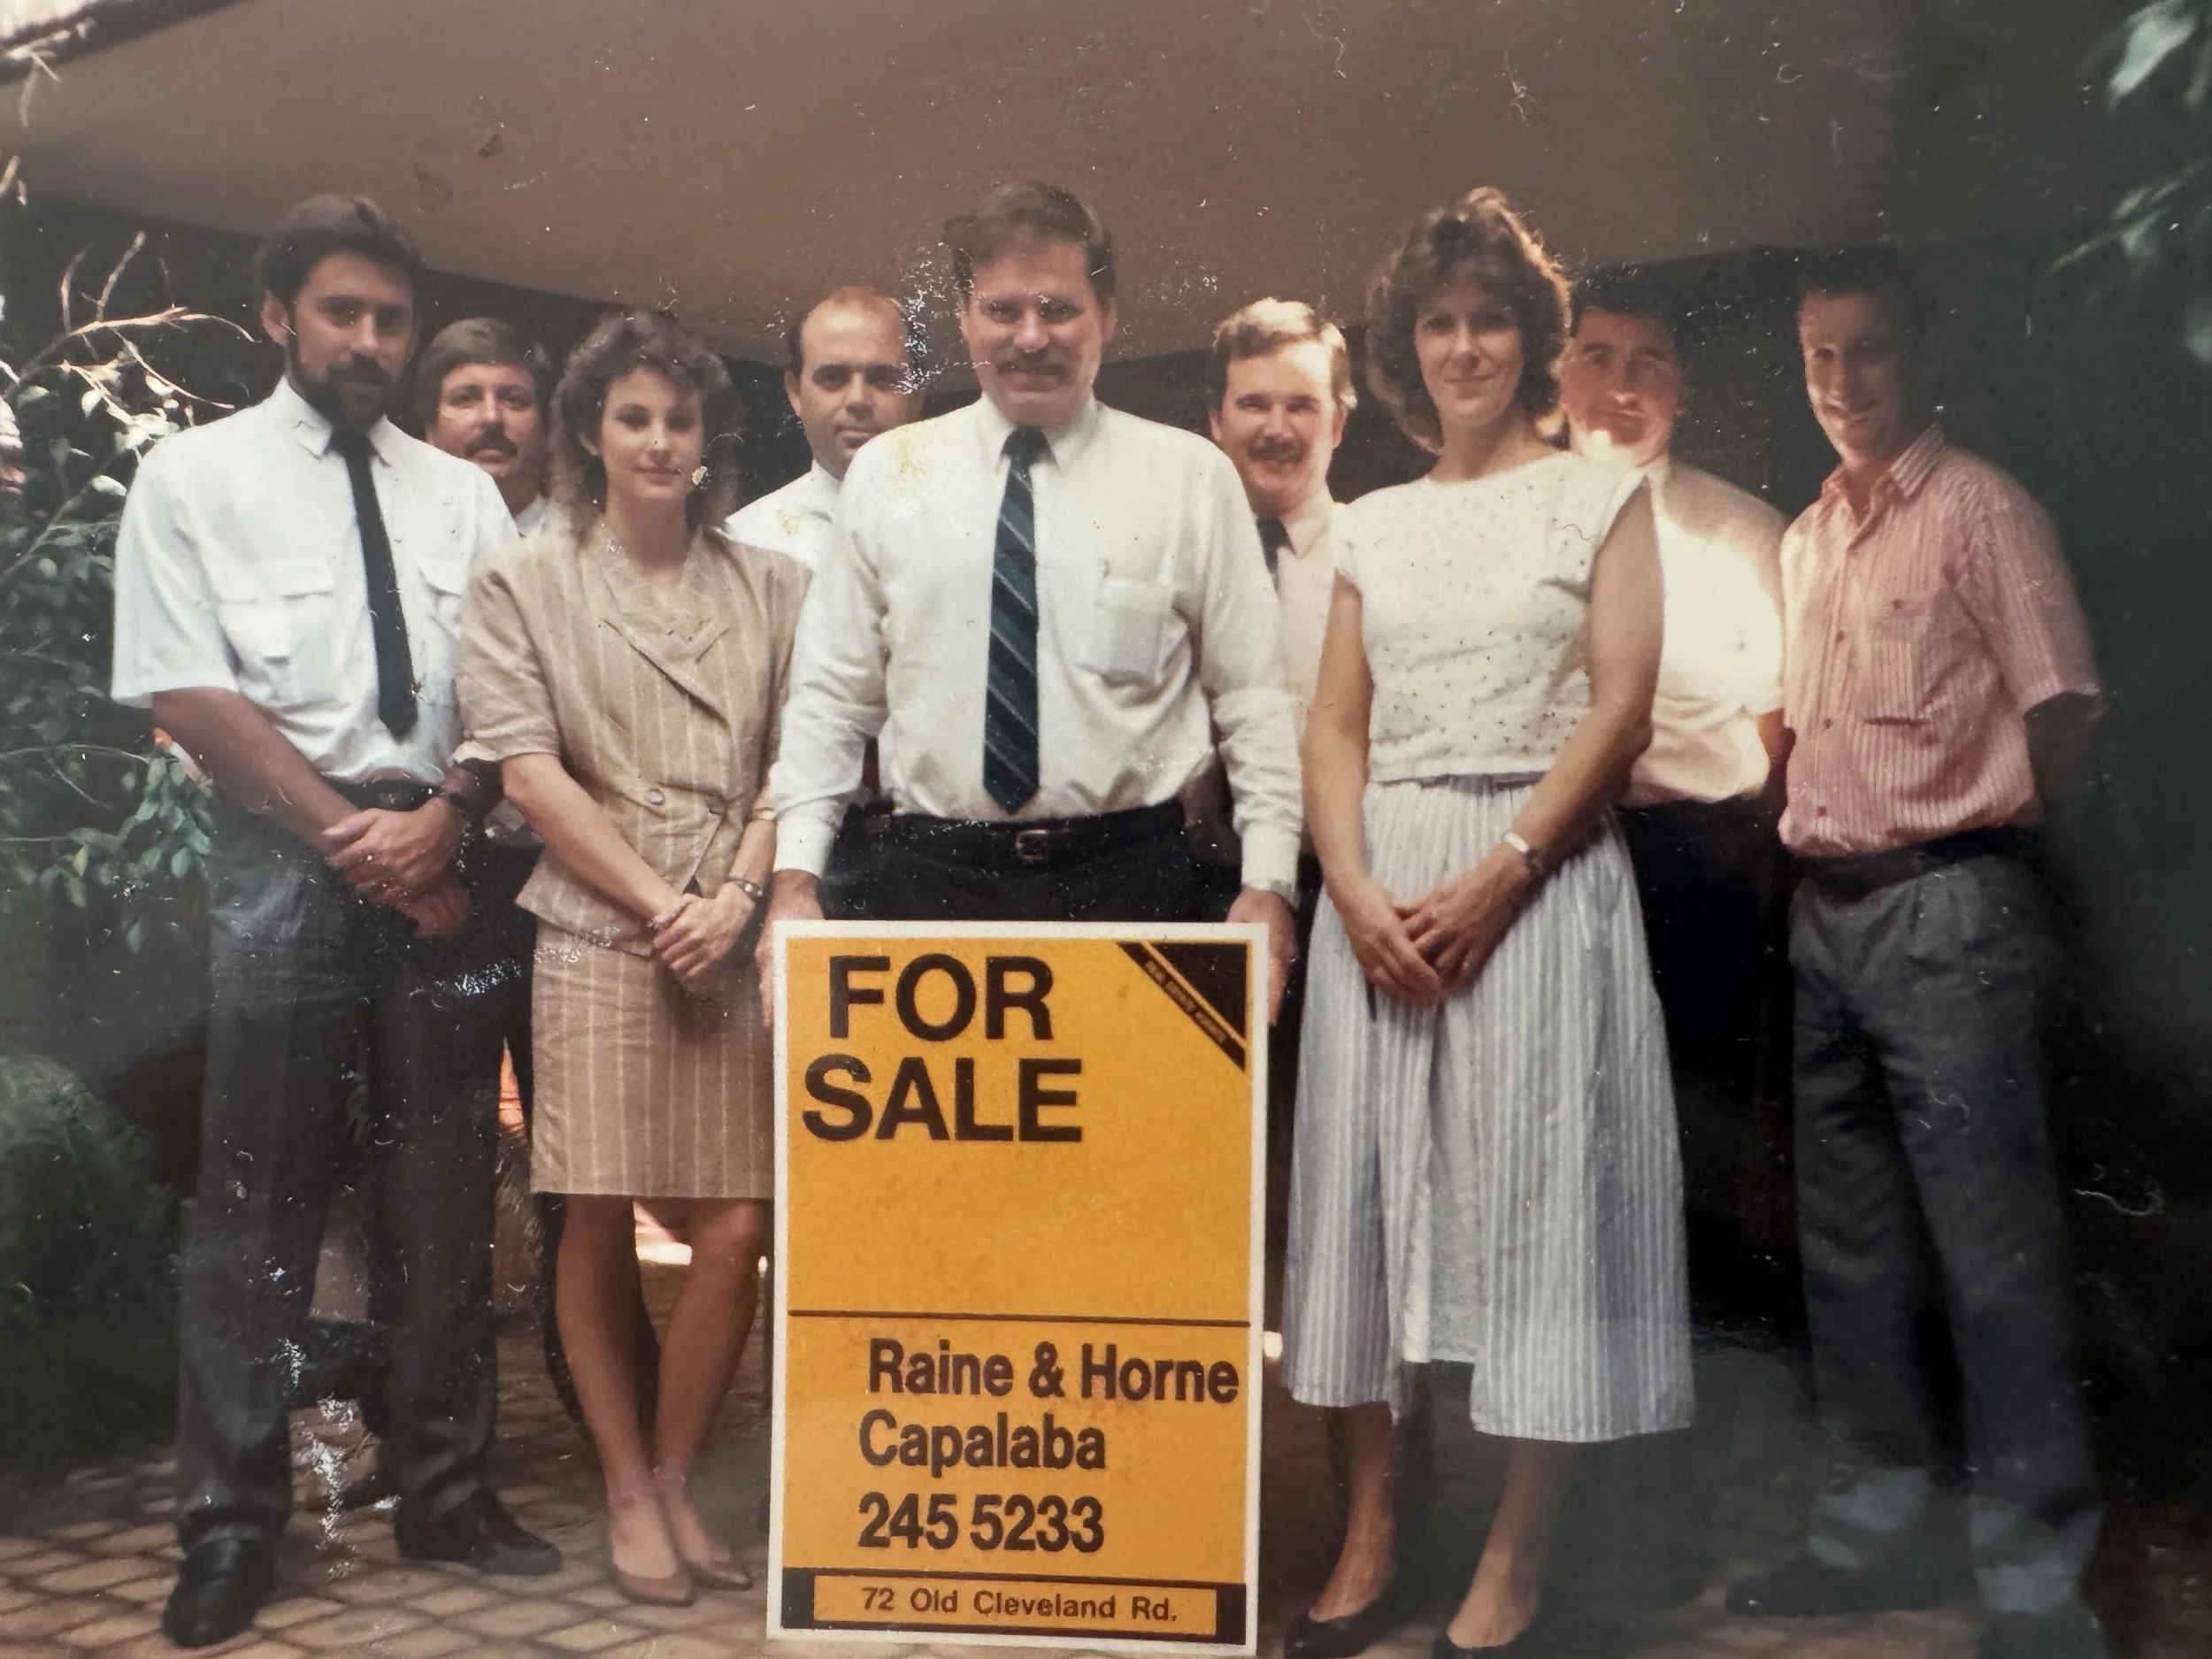 FOR
SALE
Raine & Horne
Capalaba
245 5233
72 Old Cleveland Rd.